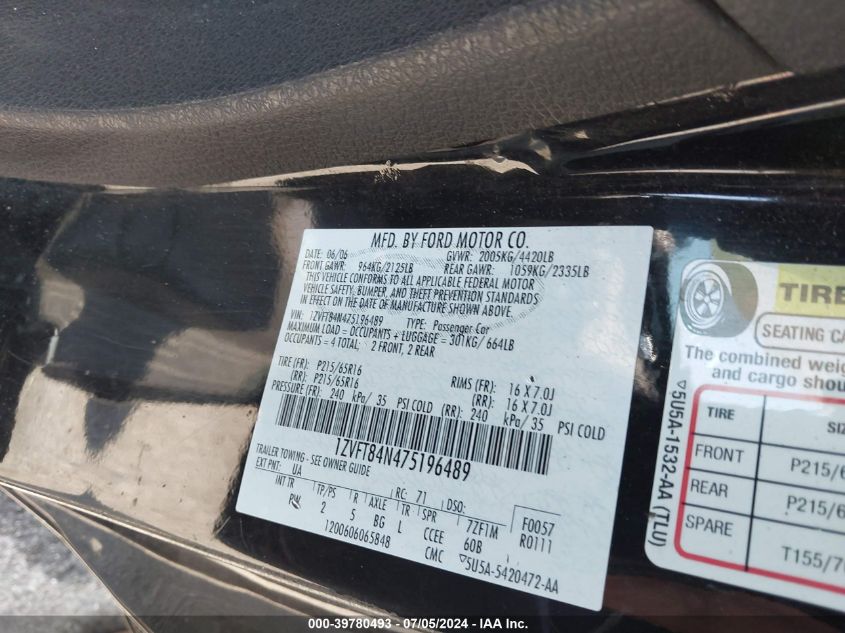 MFD. BY FORD MOTOR CO.
DATE: 06/06 GVWR: 2005KG/4420LB
FRONT GAWR: 964KG/2125LB REAR GAWR: 1059KG/2335LB
THIS VEHICLE CONFORMS TO ALL APPLICABLE FEDERAL MOTOR
VEHICLE SAFETY, BUMPER, AND THEFT PREVENTION STANDARDS
IN EFFECT ON THE DATE OF MANUFACTURE SHOWN ABOVE.
VIN: 1ZVFT84N475196489 TYPE: Passenger Car
MAXIMUM LOAD = OCCUPANTS + LUGGAGE = 301KG/ 664LB
OCCUPANTS = 4 TOTAL: 2 FRONT, 2 REAR
TIRE (FR): P215/65R16 RIMS (FR): 16 X 7.0J
(RR): P215/65R16 (RR): 16 X 7.0J
PRESSURE (FR): 240 kPa/ 35 PSI COLD (RR): 240 kPa/ 35 PSI COLD
1ZVFT84N475196489
TRAILER TOWING - SEE OWNER GUIDE
EXT PNT: UA RC: 71 DSO: F0057
INT TR TP/PS R AXLE TR SPR 7ZF1M R0111
PW 2 5 BG L CCEE 60B
1200606065848 CMC ▽5U5A-5420472-AA
TIRE
SEATING CA
The combined weig
and cargo shou
TIRE SI
FRONT P215/6
REAR P215/6
SPARE T155/70
▽5U5A-1532-AA (TLU)
000-39780493 - 07/05/2024 - IAA Inc.